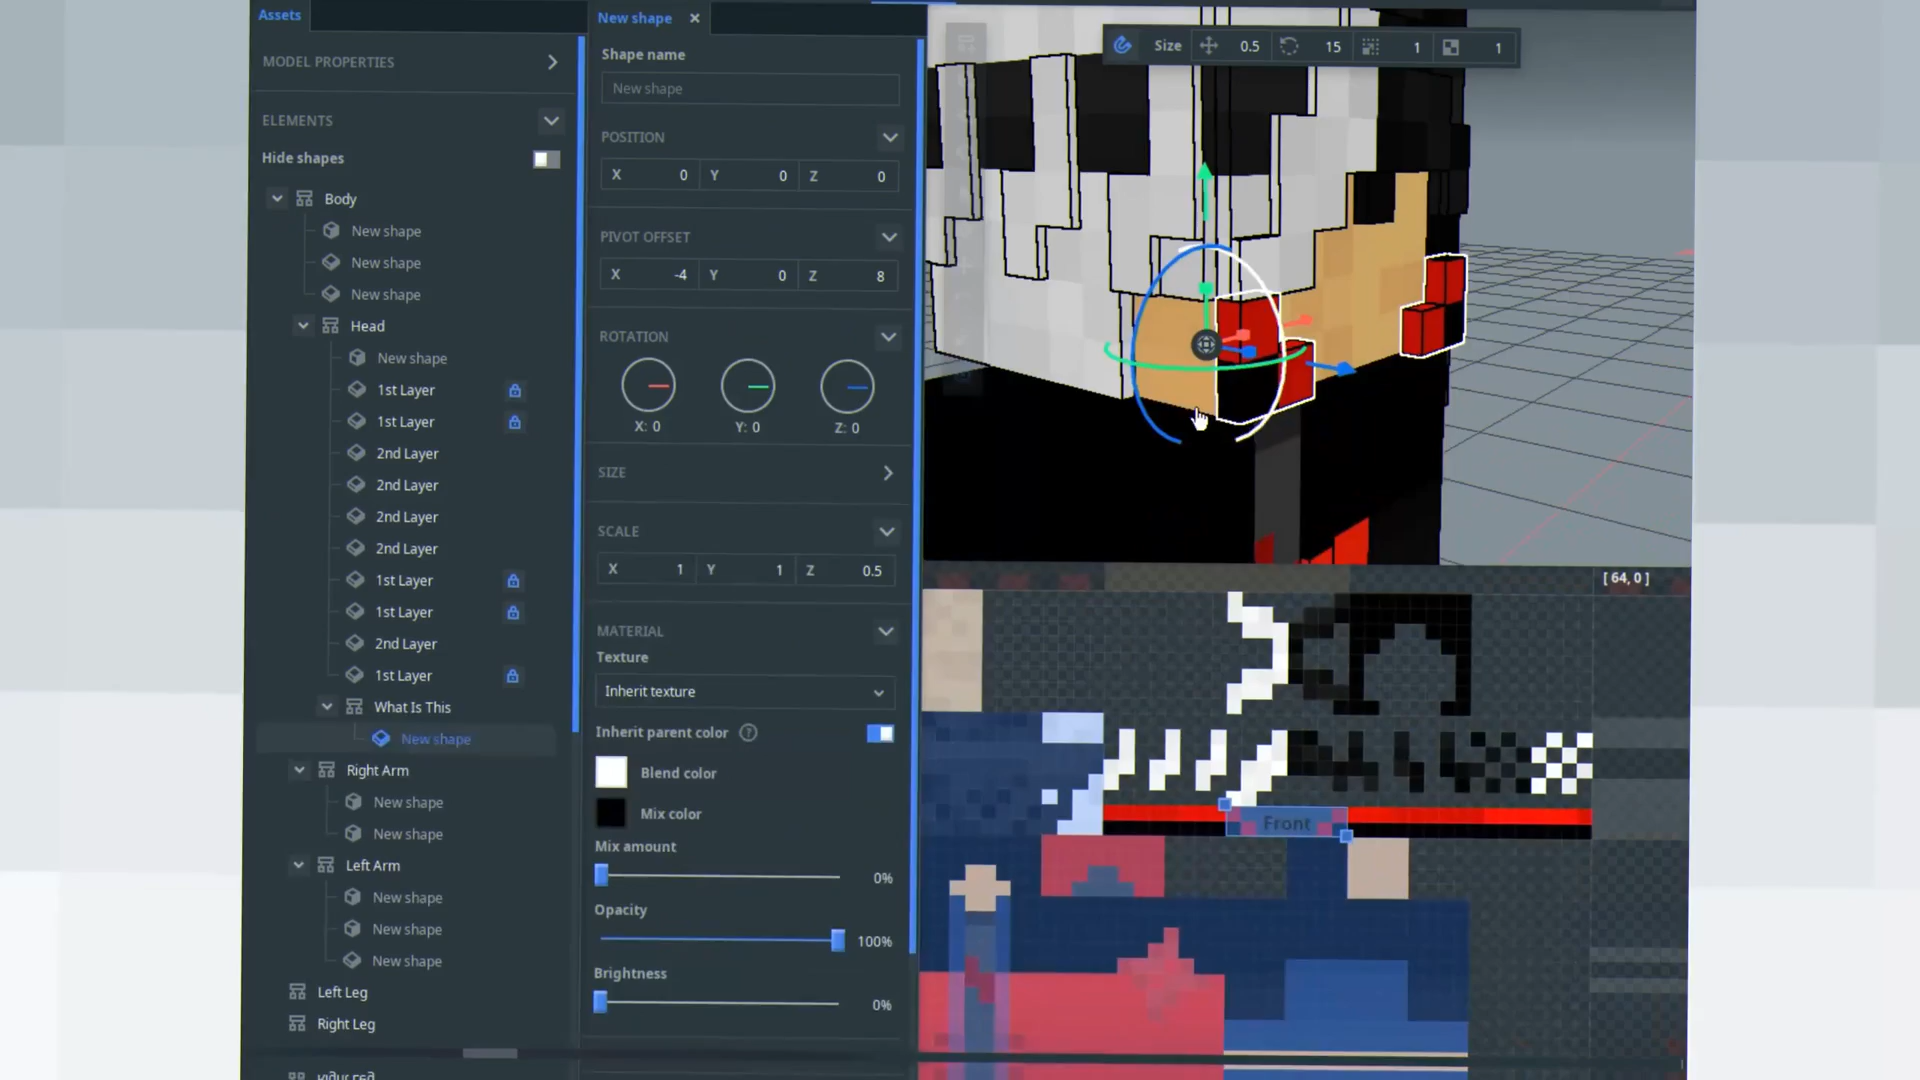 Assets
MODEL PROPERTIES
ELEMENTS
Hide shapes
Body
New shape
New shape
New shape
Head
New shape
1st Layer
1st Layer
2nd Layer
2nd Layer
2nd Layer
2nd Layer
1st Layer
1st Layer
2nd Layer
1st Layer
What Is This
New shape
Right Arm
New shape
New shape
Left Arm
New shape
New shape
New shape
Left Leg
Right Leg
New shape
Shape name
New shape
POSITION
X 0 Y 0 Z 0
PIVOT OFFSET
X -4 Y 0 Z 8
ROTATION
X: 0 Y: 0 Z: 0
SIZE
SCALE
X 1 Y 1 Z 0.5
MATERIAL
Texture
Inherit texture
Inherit parent color ?
Blend color
Mix color
Mix amount
0%
Opacity
100%
Brightness
0%
Size 0.5 15 1 1
[ 64, 0 ]
Front